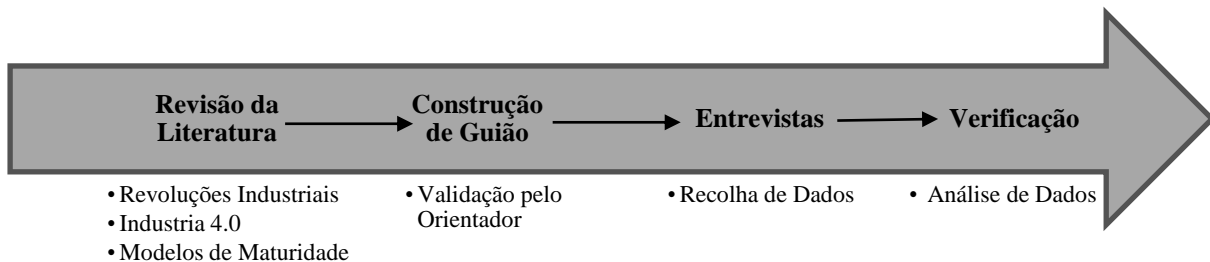 Revisão da
Literatura
Construção
de Guião
Entrevistas
Verificação
• Revoluções Industriais
• Industria 4.0
• Modelos de Maturidade
• Validação pelo
Orientador
• Recolha de Dados
• Análise de Dados